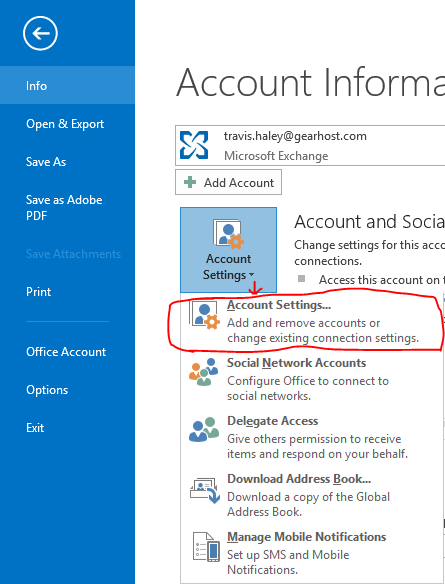 Info
Open & Export
Save As
Save as Adobe
PDF
Save Attachments
Print
Office Account
Options
Exit
Account Informa
travis.haley@gearhost.com
Microsoft Exchange
Add Account
Account
Settings
Account and Social
Change settings for this acco
connections.
Access this account on t
Account Settings...
Add and remove accounts or
change existing connection settings.
Social Network Accounts
Configure Office to connect to
social networks.
Delegate Access
Give others permission to receive
items and respond on your behalf.
Download Address Book...
Download a copy of the Global
Address Book.
Manage Mobile Notifications
Set up SMS and Mobile
Notifications.